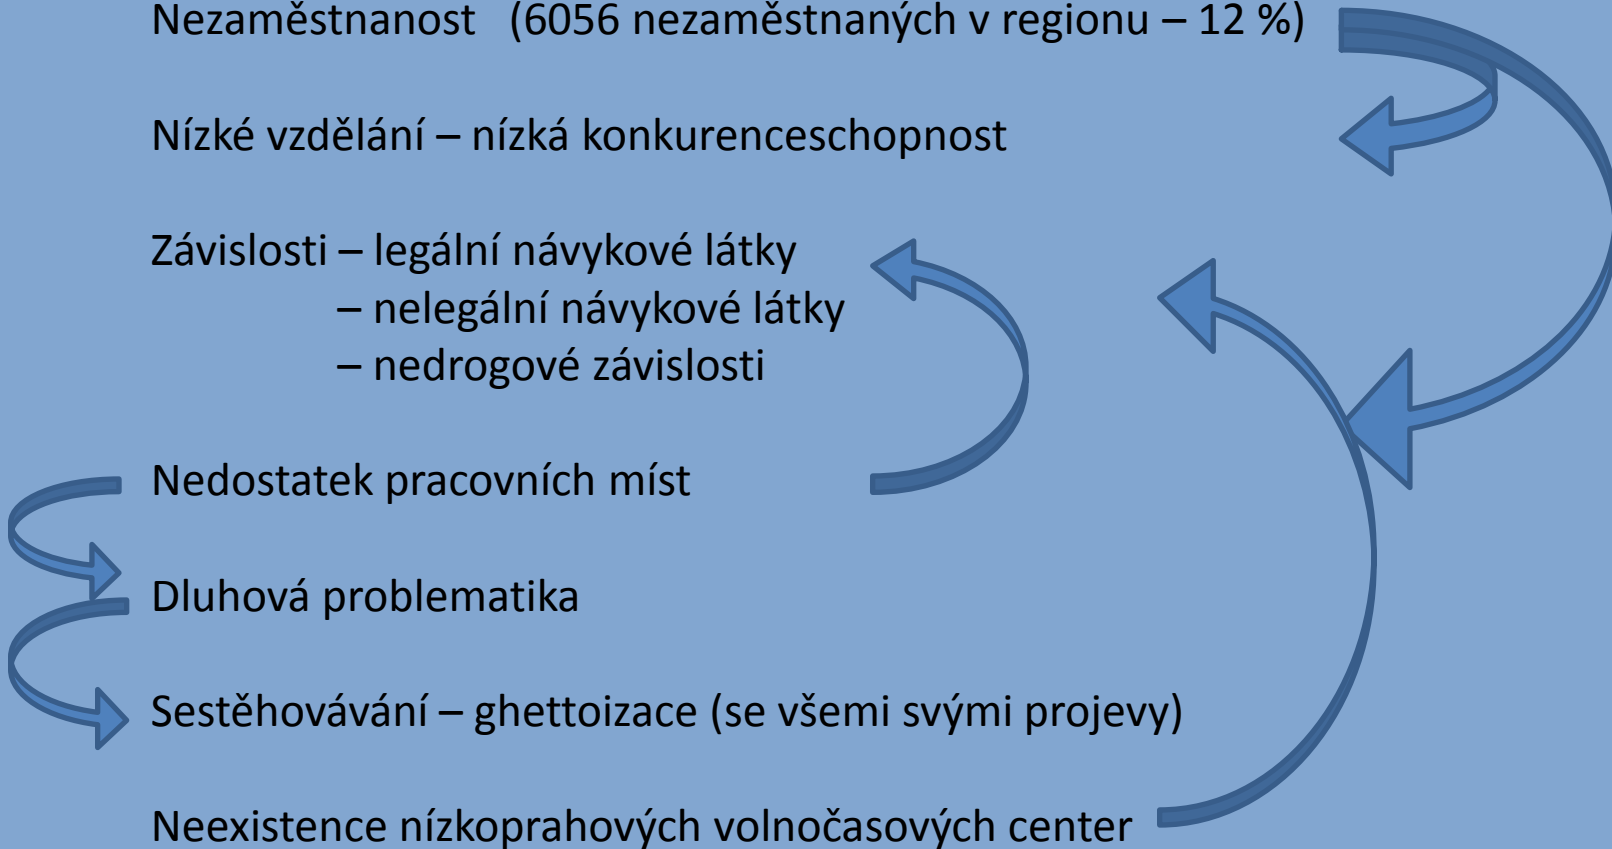 Nezaměstnanost (6056 nezaměstnaných v regionu – 12 %)
Nízké vzdělání – nízká konkurenceschopnost
Závislosti – legální návykové látky
– nelegální návykové látky
– nedrogové závislosti
Nedostatek pracovních míst
Dluhová problematika
Sestěhovávání – ghettoizace (se všemi svými projevy)
Neexistence nízkoprahových volnočasových center